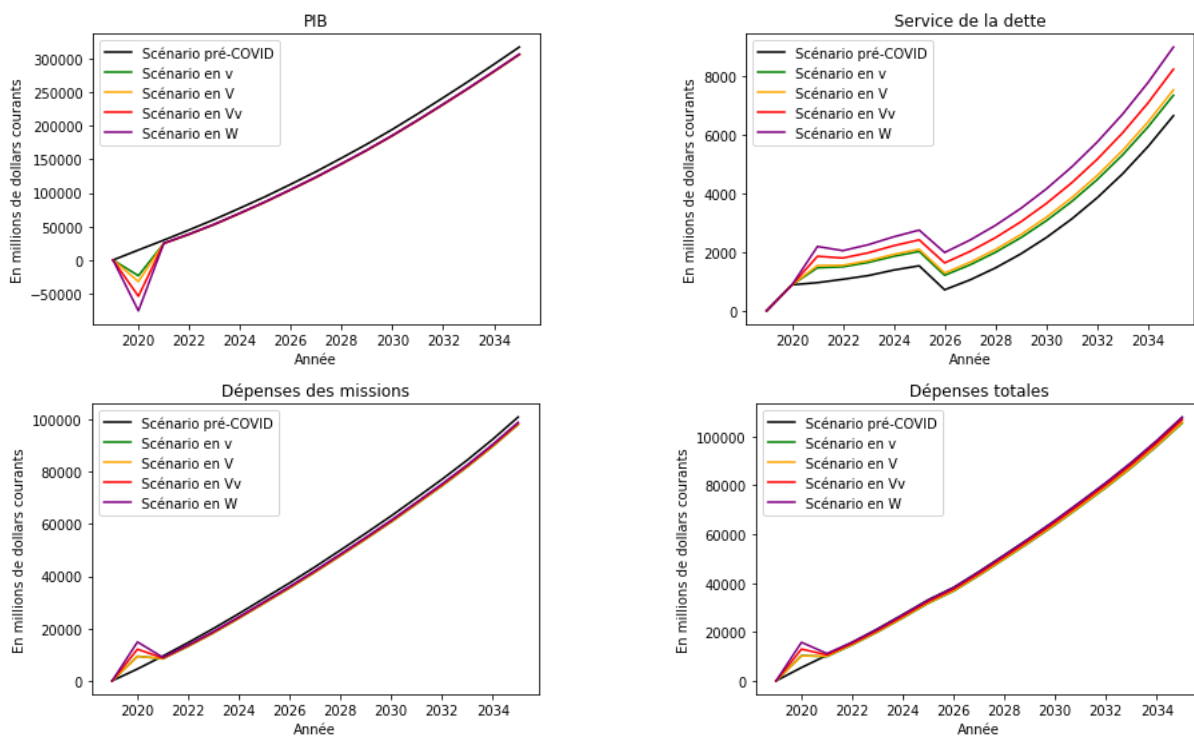 PIB
En millions de dollars courants
300000
250000
200000
150000
100000
50000
0
−50000
Scénario pré-COVID
Scénario en v
Scénario en V
Scénario en Vv
Scénario en W
2020 2022 2024 2026 2028 2030 2032 2034
Année
Service de la dette
En millions de dollars courants
8000
6000
4000
2000
0
Scénario pré-COVID
Scénario en v
Scénario en V
Scénario en Vv
Scénario en W
2020 2022 2024 2026 2028 2030 2032 2034
Année
Dépenses des missions
En millions de dollars courants
100000
80000
60000
40000
20000
0
Scénario pré-COVID
Scénario en v
Scénario en V
Scénario en Vv
Scénario en W
2020 2022 2024 2026 2028 2030 2032 2034
Année
Dépenses totales
En millions de dollars courants
100000
80000
60000
40000
20000
0
Scénario pré-COVID
Scénario en v
Scénario en V
Scénario en Vv
Scénario en W
2020 2022 2024 2026 2028 2030 2032 2034
Année